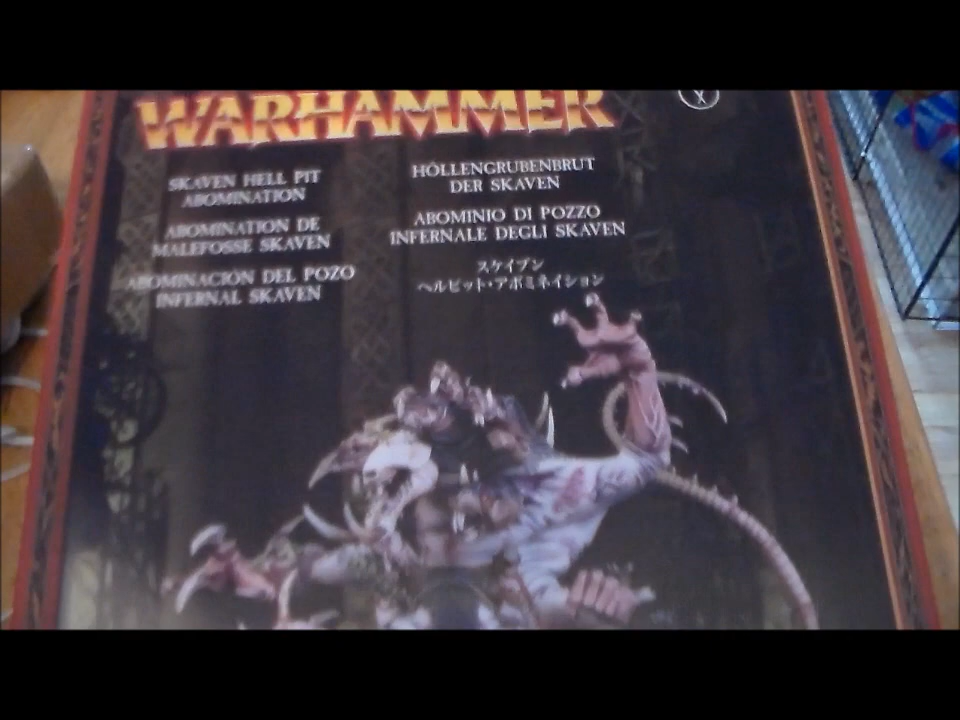 WARHAMMER
SKAVEN HELL PIT
ABOMINATION
ABOMINATION DE
MALEFOSSE SKAVEN
ABOMINACIÓN DEL POZO
INFERNAL SKAVEN
HÖLLENGRUBENBRUT
DER SKAVEN
ABOMINIO DI POZZO
INFERNALE DEGLI SKAVEN
スケイブン
ヘルピット・アボミネイション